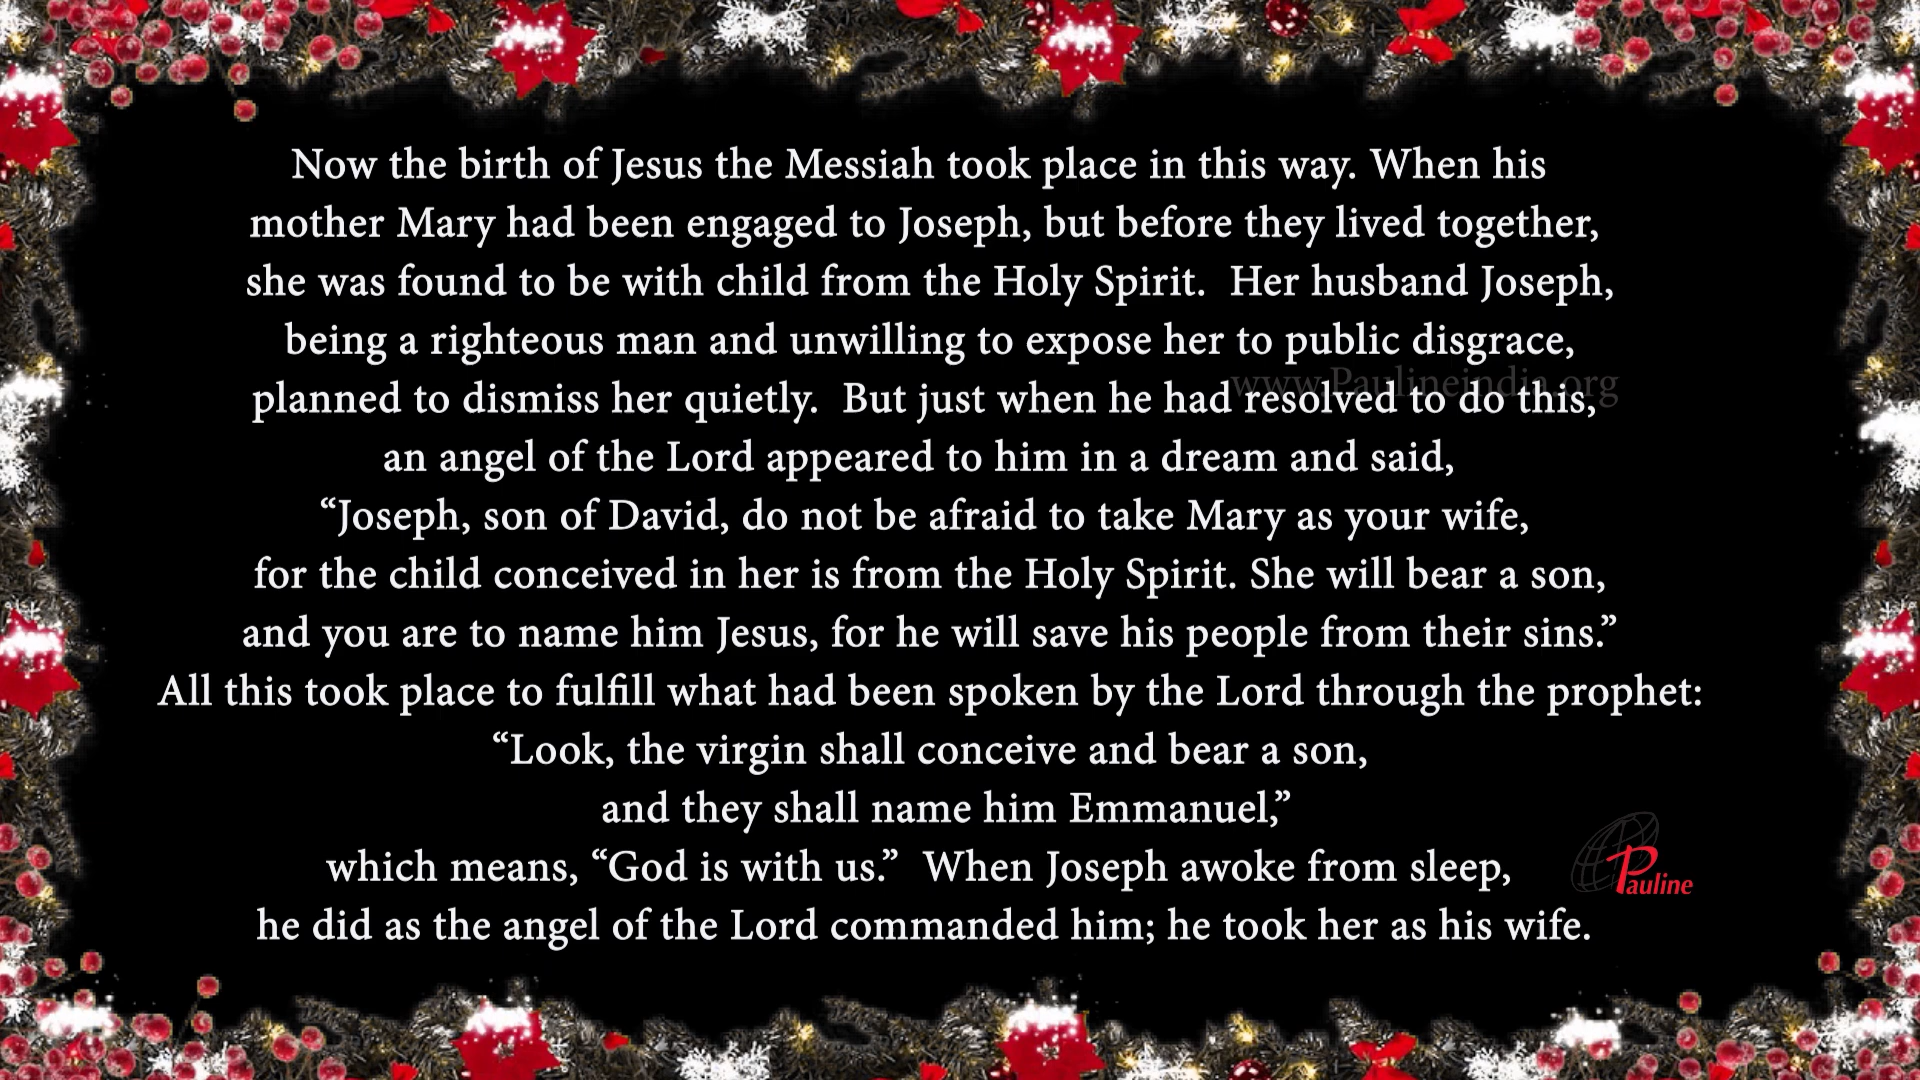 Now the birth of Jesus the Messiah took place in this way. When his
mother Mary had been engaged to Joseph, but before they lived together,
she was found to be with child from the Holy Spirit.  Her husband Joseph,
being a righteous man and unwilling to expose her to public disgrace,
www.Paulineindia.org
planned to dismiss her quietly.  But just when he had resolved to do this,
an angel of the Lord appeared to him in a dream and said,
“Joseph, son of David, do not be afraid to take Mary as your wife,
for the child conceived in her is from the Holy Spirit. She will bear a son,
and you are to name him Jesus, for he will save his people from their sins.”
All this took place to fulfill what had been spoken by the Lord through the prophet:
“Look, the virgin shall conceive and bear a son,
and they shall name him Emmanuel,”
which means, “God is with us.”  When Joseph awoke from sleep,
Pauline
he did as the angel of the Lord commanded him; he took her as his wife.